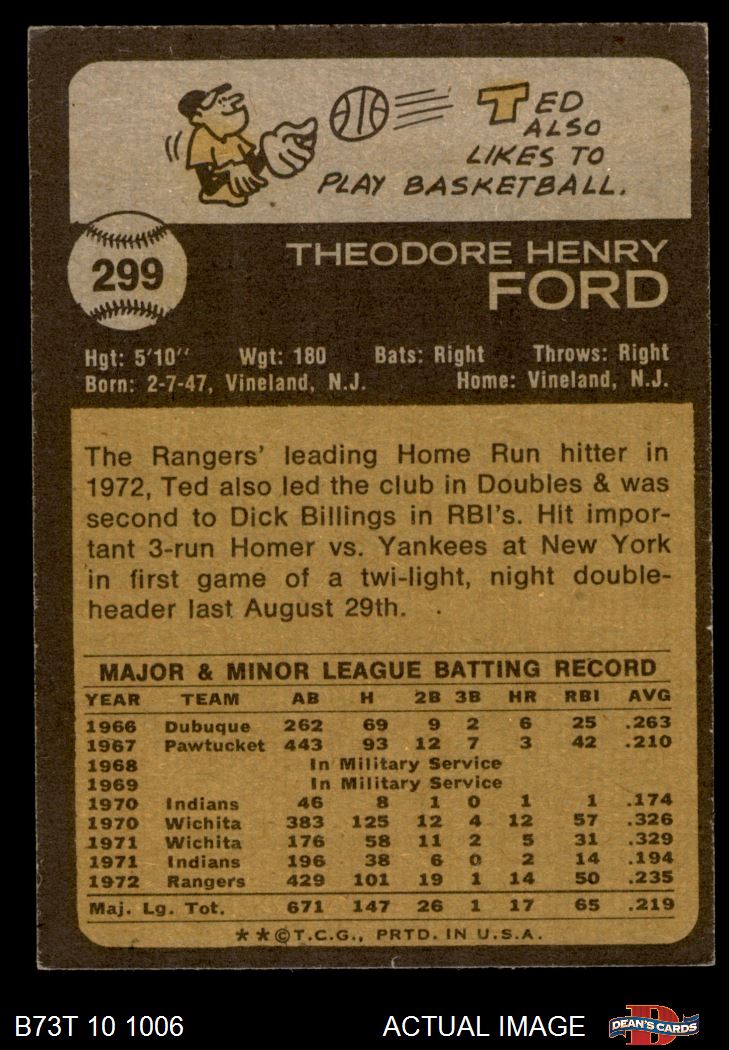 TED
ALSO
LIKES TO
PLAY BASKETBALL.
299
THEODORE HENRY
FORD
Hgt: 5'10'' Wgt: 180 Bats: Right Throws: Right
Born: 2-7-47, Vineland, N.J. Home: Vineland, N.J.
The Rangers' leading Home Run hitter in
1972, Ted also led the club in Doubles & was
second to Dick Billings in RBI's. Hit impor-
tant 3-run Homer vs. Yankees at New York
in first game of a twi-light, night double-
header last August 29th.
MAJOR & MINOR LEAGUE BATTING RECORD
YEAR TEAM AB H 2B 3B HR RBI AVG
1966 Dubuque 262 69 9 2 6 25 .263
1967 Pawtucket 443 93 12 7 3 42 .210
1968 In Military Service
1969 In Military Service
1970 Indians 46 8 1 0 1 1 .174
1970 Wichita 383 125 12 4 12 57 .326
1971 Wichita 176 58 11 2 5 31 .329
1971 Indians 196 38 6 0 2 14 .194
1972 Rangers 429 101 19 1 14 50 .235
Maj. Lg. Tot. 671 147 26 1 17 65 .219
**©T.C.G., PRTD. IN U.S.A.
B73T 10 1006 ACTUAL IMAGE DEAN'S CARDS